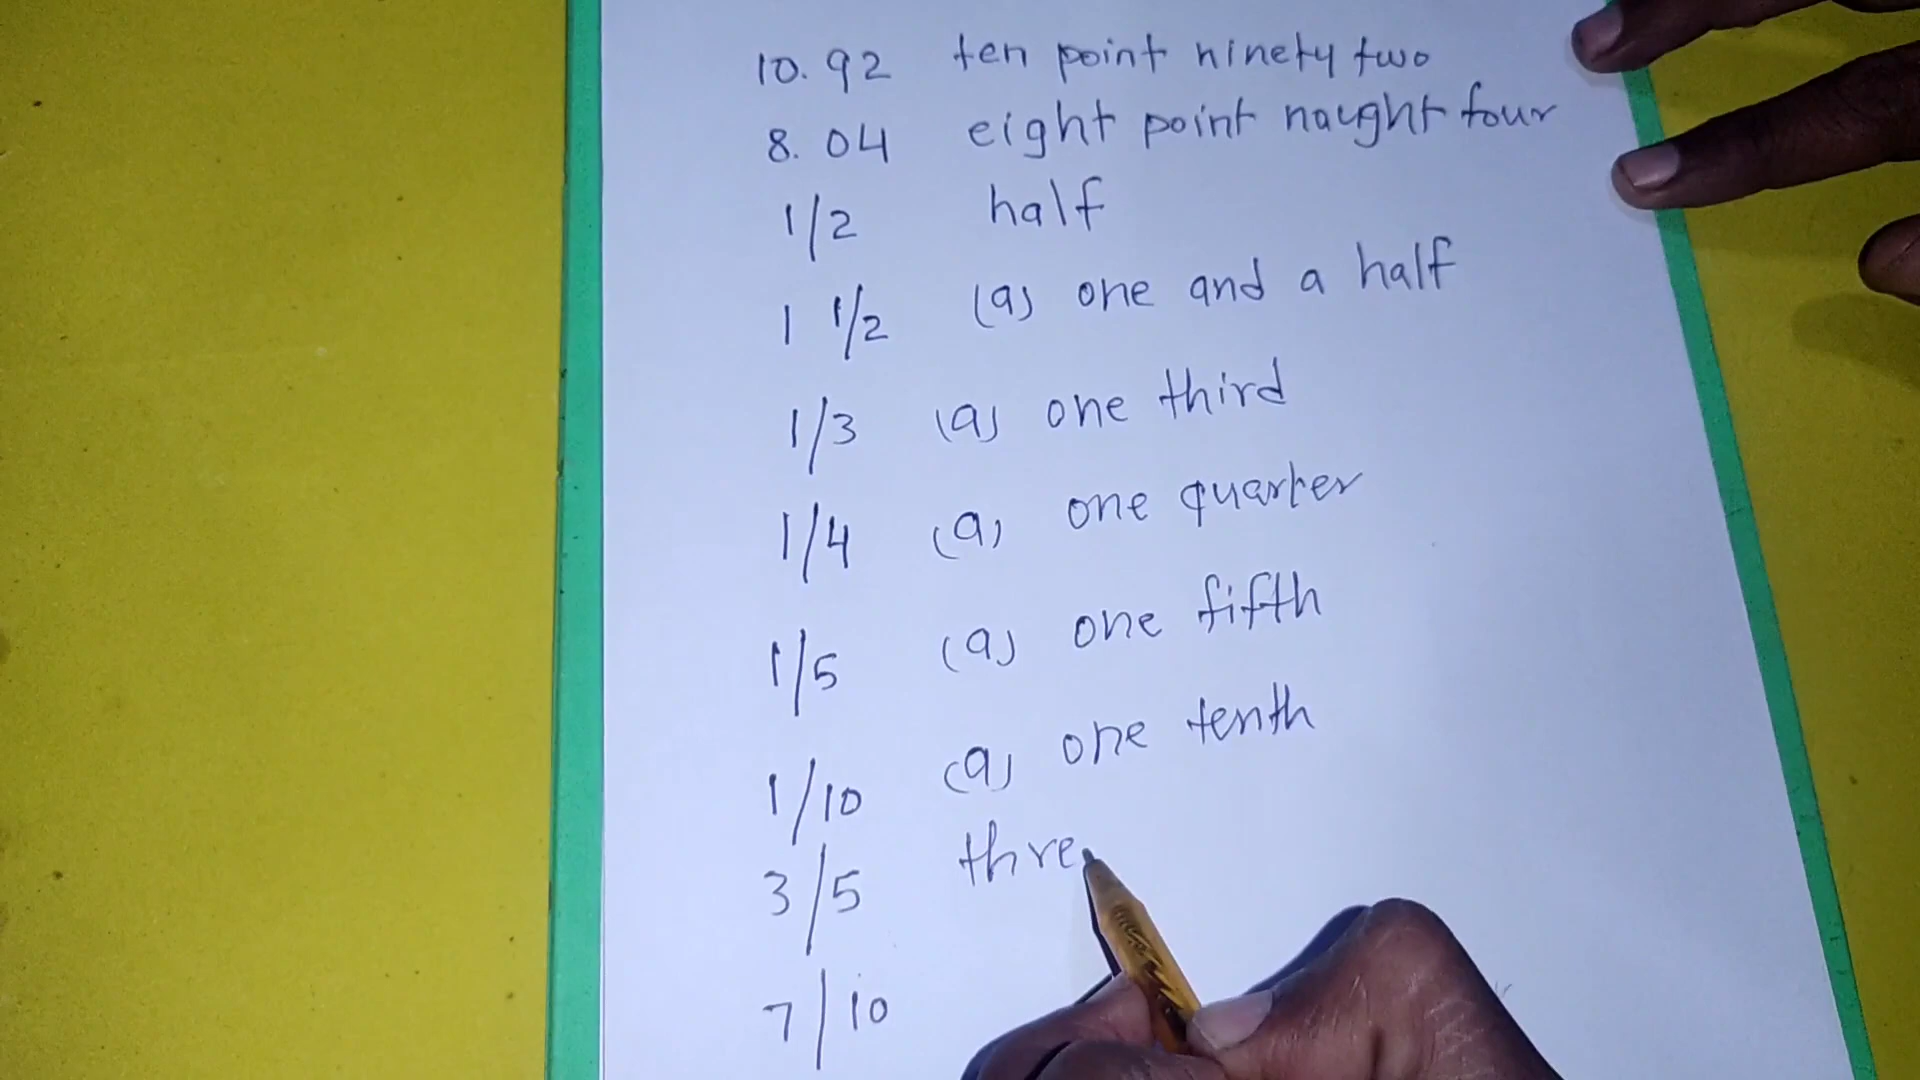 10.92 ten point ninety two
8.04 eight point naught four
1/2 half
1 1/2 (a) one and a half
1/3 (a) one third
1/4 (a) one quarter
1/5 (a) one fifth
1/10 (a) one tenth
3/5 thre
7/10